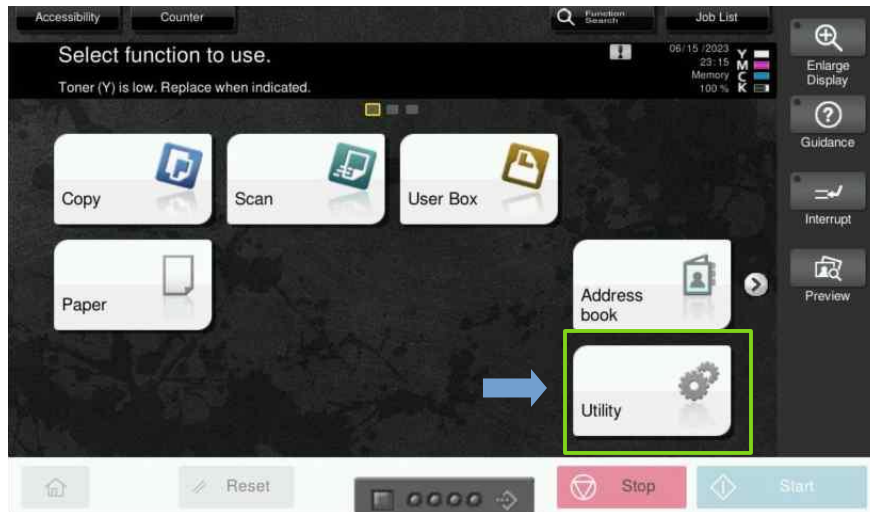 Accessibility
Counter
Function
Search
Job List
Select function to use.
Toner (Y) is low. Replace when indicated.
06/15 /2023
23:15
Memory
100 %
Y
M
C
K
Enlarge
Display
Guidance
Copy
Scan
User Box
Interrupt
Paper
Address
book
Preview
Utility
Reset
Stop
Start